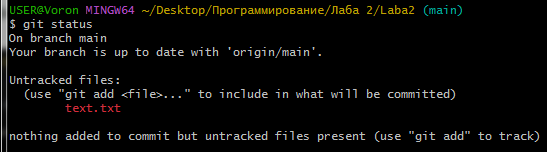 USER@Voron MINGW64 ~/Desktop/Программирование/Лаба 2/Laba2 (main)
$ git status
On branch main
Your branch is up to date with 'origin/main'.
Untracked files:
(use "git add <file>..." to include in what will be committed)
text.txt
nothing added to commit but untracked files present (use "git add" to track)